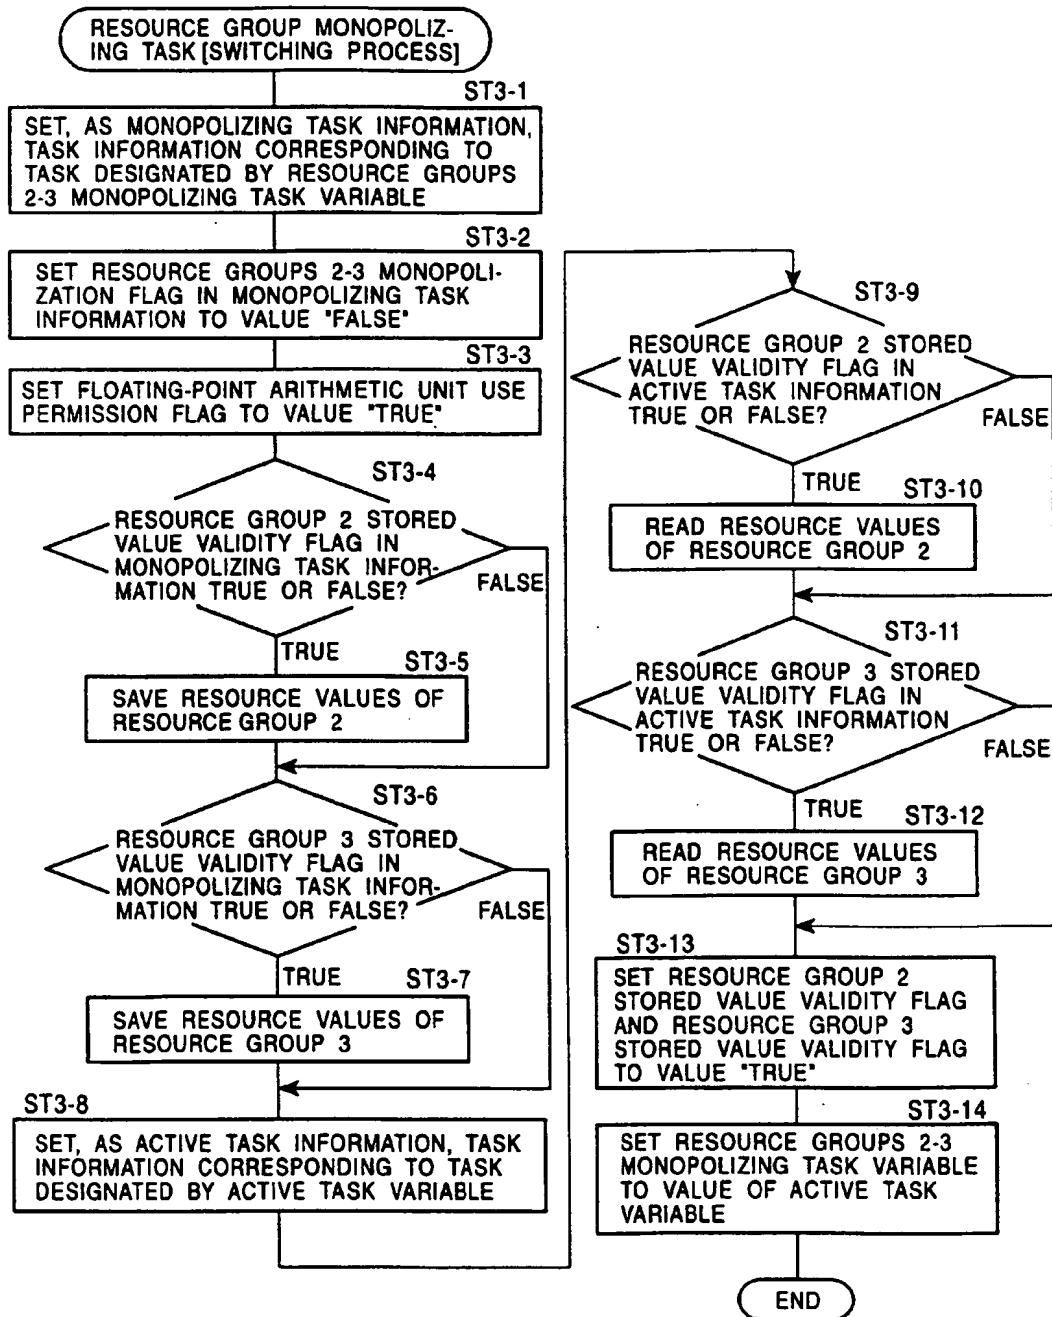 RESOURCE GROUP MONOPOLIZ-
ING TASK [SWITCHING PROCESS]
ST3-1
SET, AS MONOPOLIZING TASK INFORMATION,
TASK INFORMATION CORRESPONDING TO
TASK DESIGNATED BY RESOURCE GROUPS
2-3 MONOPOLIZING TASK VARIABLE
ST3-2
SET RESOURCE GROUPS 2-3 MONOPOLI-
ZATION FLAG IN MONOPOLIZING TASK
INFORMATION TO VALUE "FALSE"
ST3-3
SET FLOATING-POINT ARITHMETIC UNIT USE
PERMISSION FLAG TO VALUE "TRUE"
ST3-4
RESOURCE GROUP 2 STORED
VALUE VALIDITY FLAG IN
MONOPOLIZING TASK INFOR-
MATION TRUE OR FALSE?
FALSE
TRUE
ST3-5
SAVE RESOURCE VALUES OF
RESOURCE GROUP 2
ST3-6
RESOURCE GROUP 3 STORED
VALUE VALIDITY FLAG IN
MONOPOLIZING TASK INFOR-
MATION TRUE OR FALSE?
FALSE
TRUE
ST3-7
SAVE RESOURCE VALUES OF
RESOURCE GROUP 3
ST3-8
SET, AS ACTIVE TASK INFORMATION, TASK
INFORMATION CORRESPONDING TO TASK
DESIGNATED BY ACTIVE TASK VARIABLE
ST3-9
RESOURCE GROUP 2 STORED
VALUE VALIDITY FLAG IN
ACTIVE TASK INFORMATION
TRUE OR FALSE?
FALSE
TRUE
ST3-10
READ RESOURCE VALUES
OF RESOURCE GROUP 2
ST3-11
RESOURCE GROUP 3 STORED
VALUE VALIDITY FLAG IN
ACTIVE TASK INFORMATION
TRUE OR FALSE?
FALSE
TRUE
ST3-12
READ RESOURCE VALUES
OF RESOURCE GROUP 3
ST3-13
SET RESOURCE GROUP 2
STORED VALUE VALIDITY FLAG
AND RESOURCE GROUP 3
STORED VALUE VALIDITY FLAG
TO VALUE "TRUE"
ST3-14
SET RESOURCE GROUPS 2-3
MONOPOLIZING TASK VARIABLE
TO VALUE OF ACTIVE TASK
VARIABLE
END